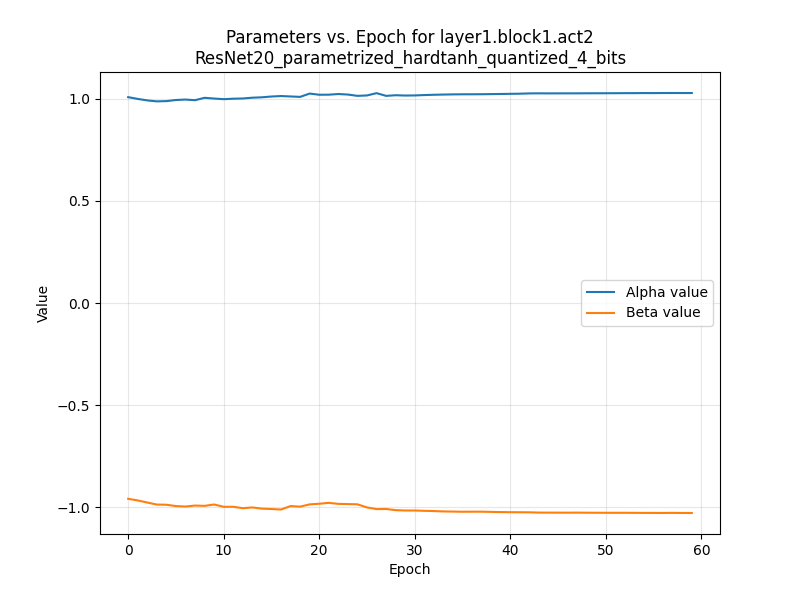 Parameters vs. Epoch for layer1.block1.act2
ResNet20_parametrized_hardtanh_quantized_4_bits
1.0
0.5
0.0
−0.5
−1.0
Value
Alpha value
Beta value
0 10 20 30 40 50 60
Epoch